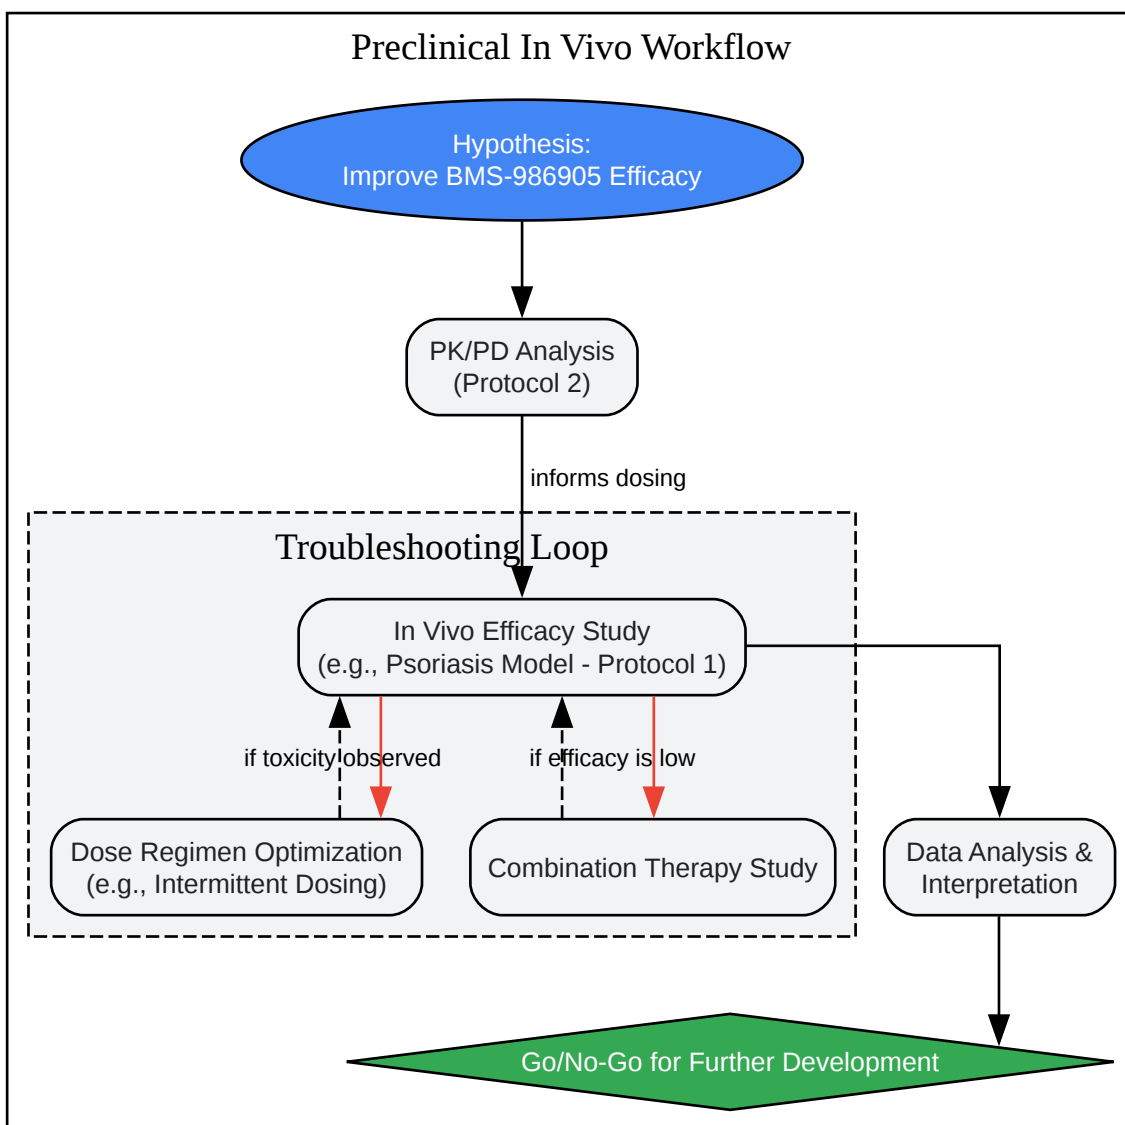 Preclinical In Vivo Workflow
Hypothesis:
Improve BMS-986905 Efficacy
PK/PD Analysis
(Protocol 2)
informs dosing
Troubleshooting Loop
In Vivo Efficacy Study
(e.g., Psoriasis Model - Protocol 1)
if toxicity observed
if efficacy is low
Dose Regimen Optimization
(e.g., Intermittent Dosing)
Combination Therapy Study
Data Analysis &
Interpretation
Go/No-Go for Further Development